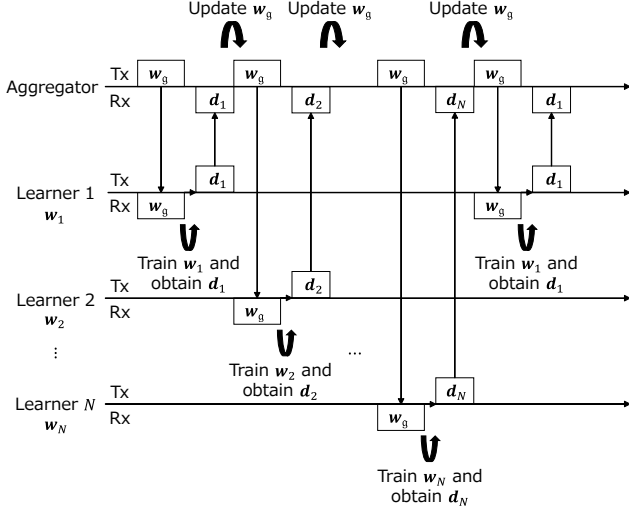 Update w_g Update w_g Update w_g
Tx w_g w_g w_g w_g
Aggregator
Rx d_1 d_2 d_N d_1
Tx d_1 d_1
Learner 1
Rx w_g w_g
w_1
Train w_1 and Train w_1 and
obtain d_1 obtain d_1
Tx d_2
Learner 2
Rx w_g
w_2
⋮ ...
Train w_2 and
obtain d_2
Tx d_N
Learner N
Rx w_g
w_N
Train w_N and
obtain d_N